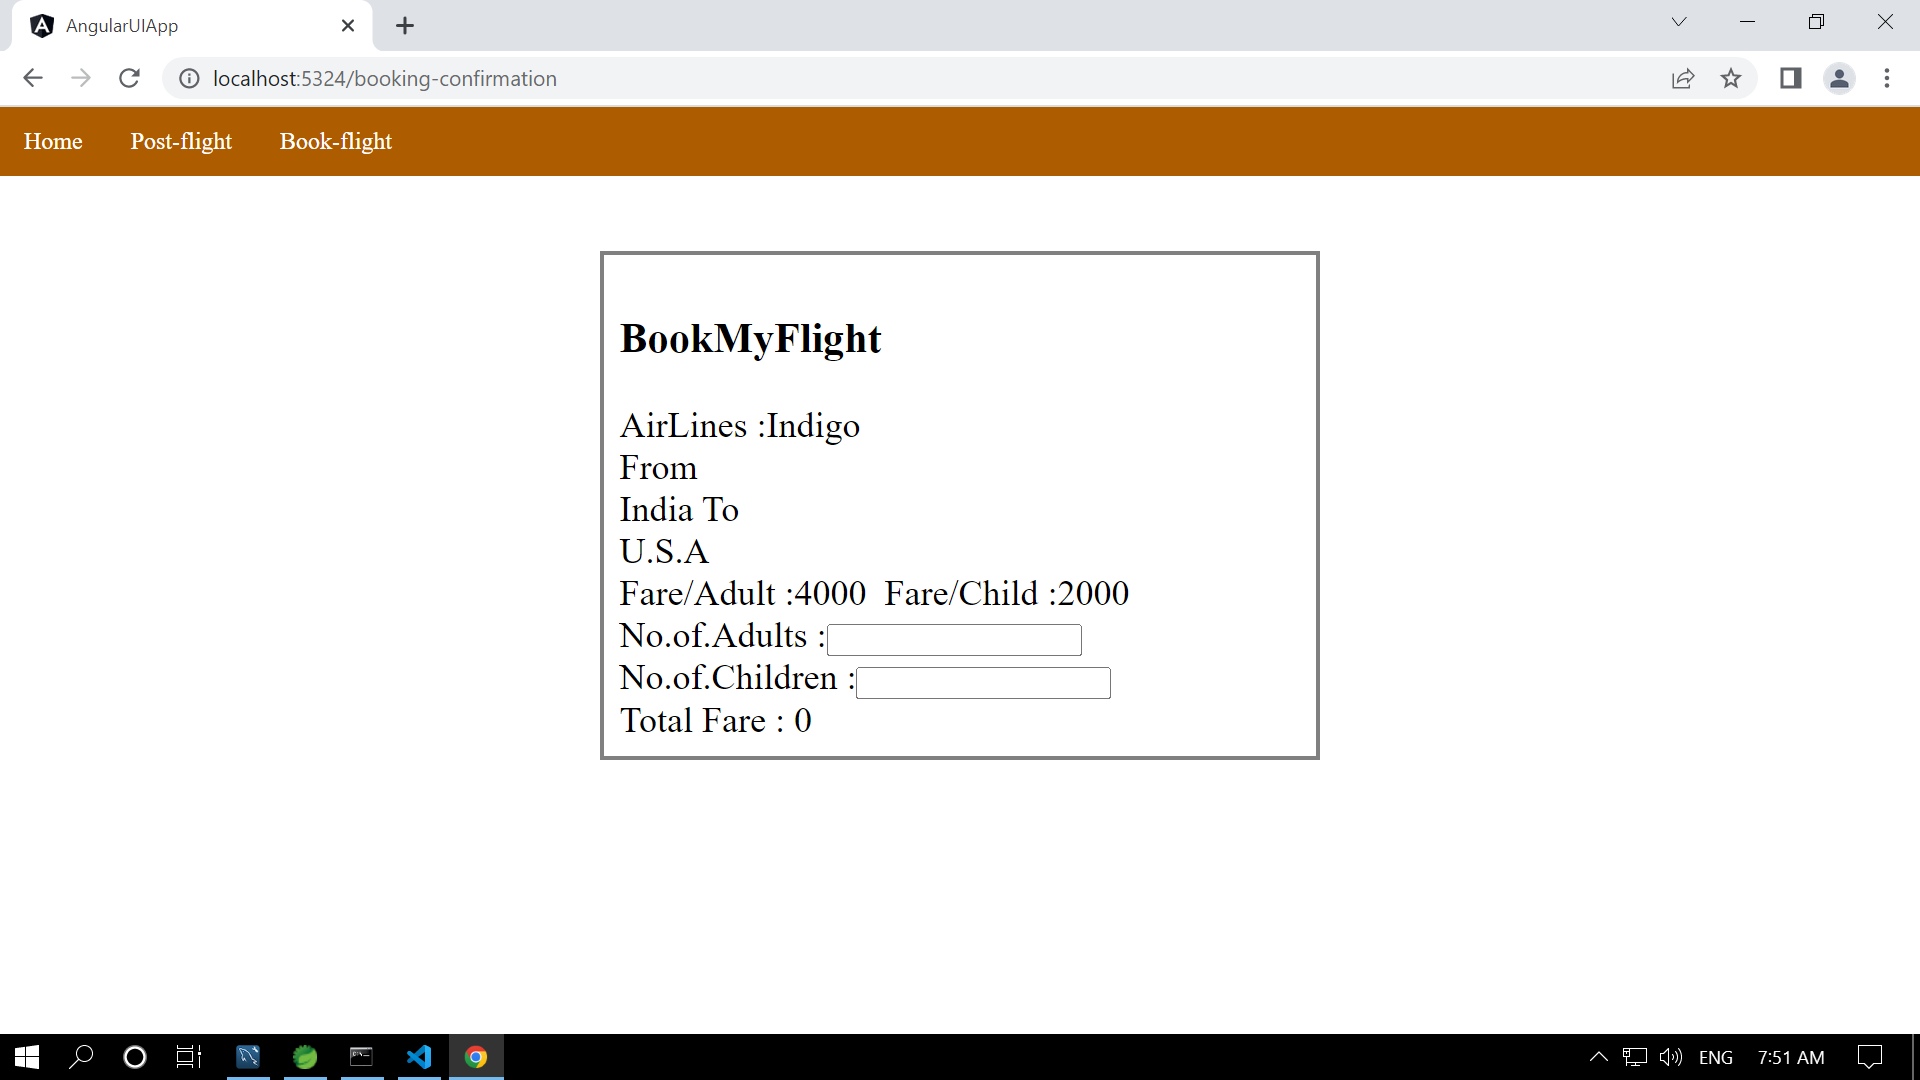 AngularUIApp
localhost:5324/booking-confirmation
Home Post-flight Book-flight
BookMyFlight
AirLines :Indigo
From
India To
U.S.A
Fare/Adult :4000 Fare/Child :2000
No.of.Adults :
No.of.Children :
Total Fare : 0
ENG 7:51 AM